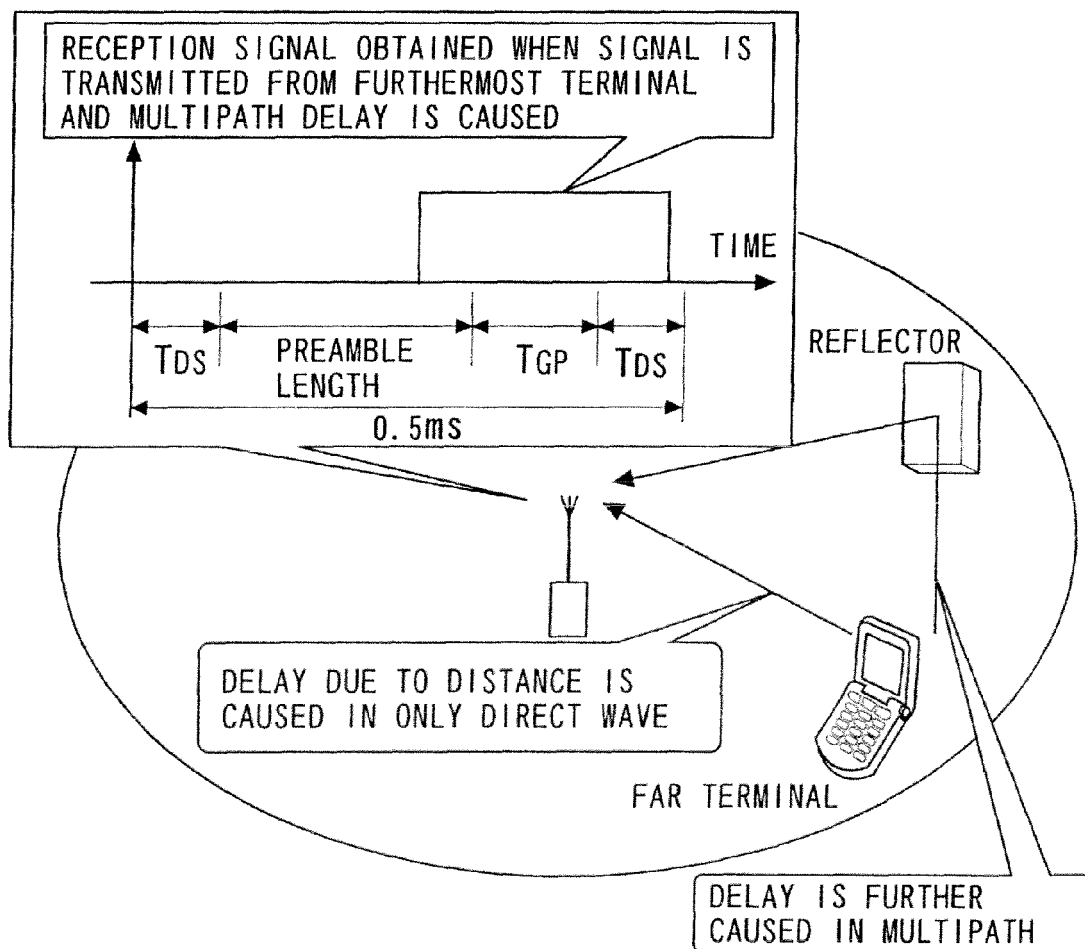 RECEPTION SIGNAL OBTAINED WHEN SIGNAL IS
TRANSMITTED FROM FURTHERMOST TERMINAL
AND MULTIPATH DELAY IS CAUSED
TIME
TDS
PREAMBLE
LENGTH
TGP
TDS
0.5ms
REFLECTOR
DELAY DUE TO DISTANCE IS
CAUSED IN ONLY DIRECT WAVE
FAR TERMINAL
DELAY IS FURTHER
CAUSED IN MULTIPATH